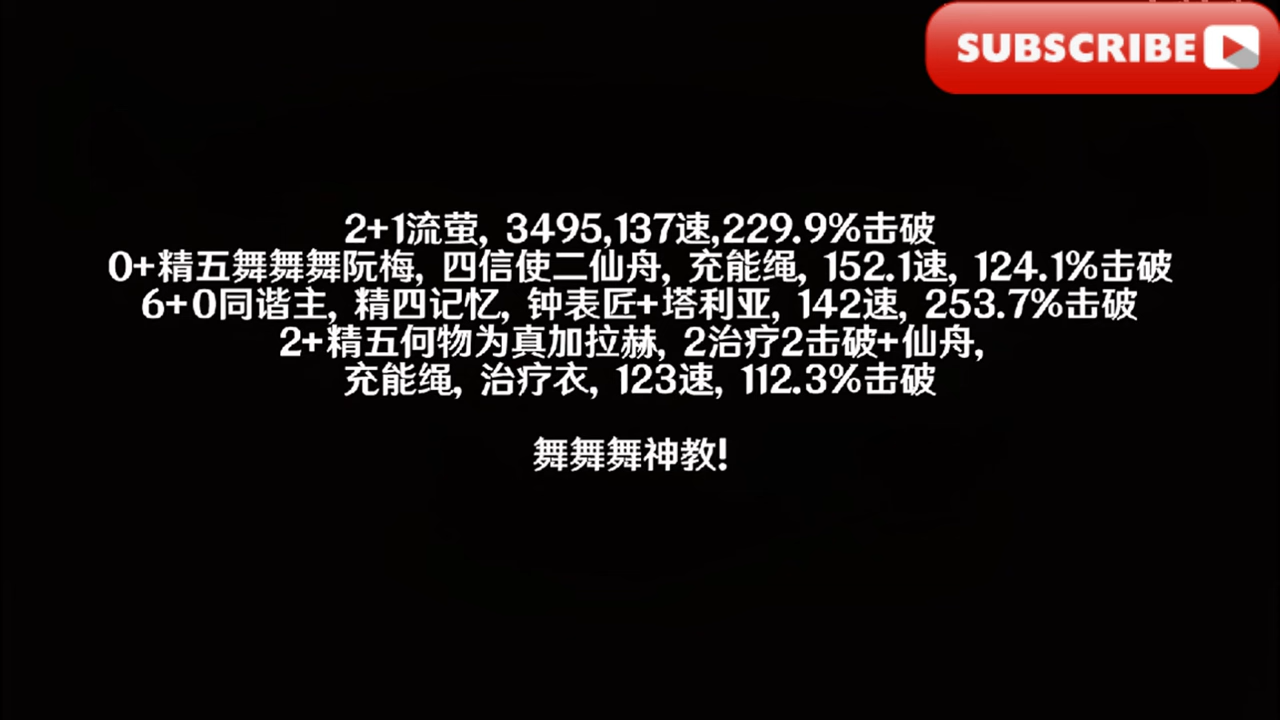 SUBSCRIBE
2+1流萤, 3495,137速,229.9%击破
0+精五舞舞舞阮梅, 四信使二仙舟, 充能绳, 152.1速, 124.1%击破
6+0同谐主, 精四记忆, 钟表匠+塔利亚, 142速, 253.7%击破
2+精五何物为真加拉赫, 2治疗2击破+仙舟,
充能绳, 治疗衣, 123速, 112.3%击破
舞舞舞神教!